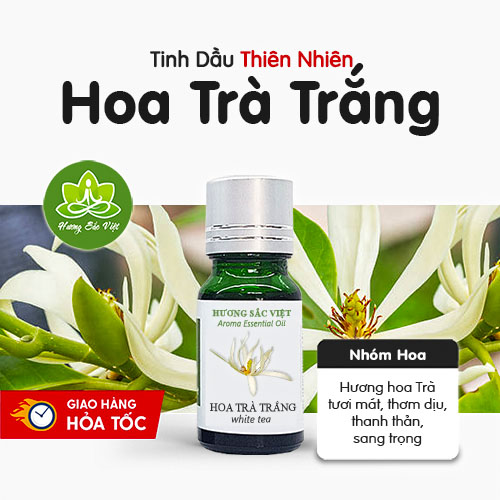 Tinh Dầu Thiên Nhiên
Hoa Trà Trắng
Hương Sắc Việt
HƯƠNG SẮC VIỆT
Aroma Essential Oil
HOA TRÀ TRẮNG
white tea
Nhóm Hoa
Hương hoa Trà
tươi mát, thơm dịu,
thanh thản,
sang trọng
GIAO HÀNG
HỎA TỐC